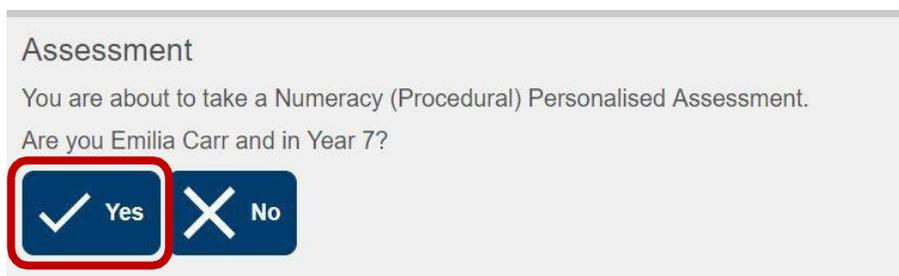 Assessment
You are about to take a Numeracy (Procedural) Personalised Assessment.
Are you Emilia Carr and in Year 7?
Yes No